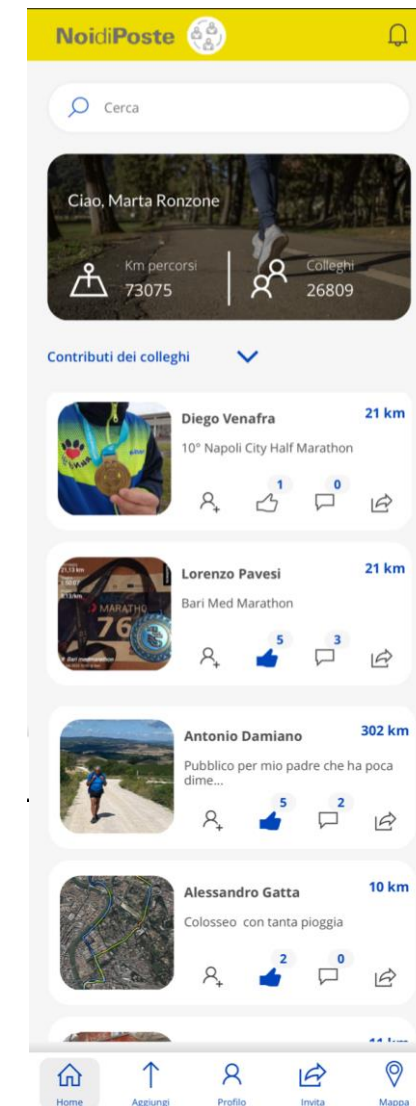 NoidiPoste
Cerca
Ciao, Marta Ronzone
Km percorsi
73075
Colleghi
26809
Contributi dei colleghi
Diego Venafra
21 km
10° Napoli City Half Marathon
1
0
Lorenzo Pavesi
21 km
MARATHO
76
Bari Med Marathon
5
3
Antonio Damiano
302 km
Pubblico per mio padre che ha poca
dime...
5
2
Alessandro Gatta
10 km
Colosseo con tanta pioggia
2
0
Home
Aggiungi
Profilo
Invita
Mappa